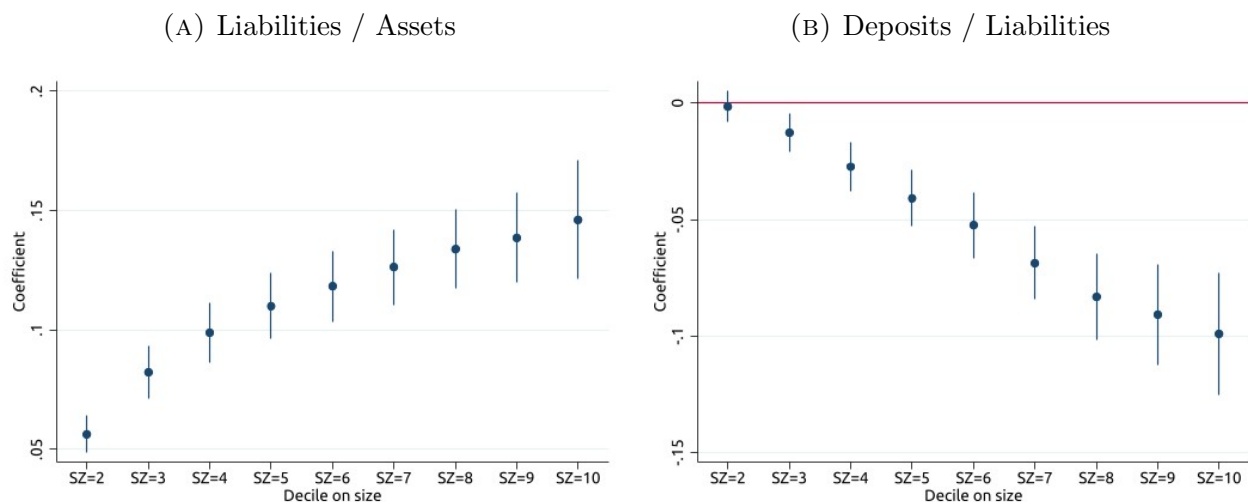 (A) Liabilities / Assets
.2
.15
.1
.05
Coefficient
SZ=2 SZ=3 SZ=4 SZ=5 SZ=6 SZ=7 SZ=8 SZ=9 SZ=10
Decile on size
(B) Deposits / Liabilities
0
-.05
-.1
-.15
Coefficient
SZ=2 SZ=3 SZ=4 SZ=5 SZ=6 SZ=7 SZ=8 SZ=9 SZ=10
Decile on size